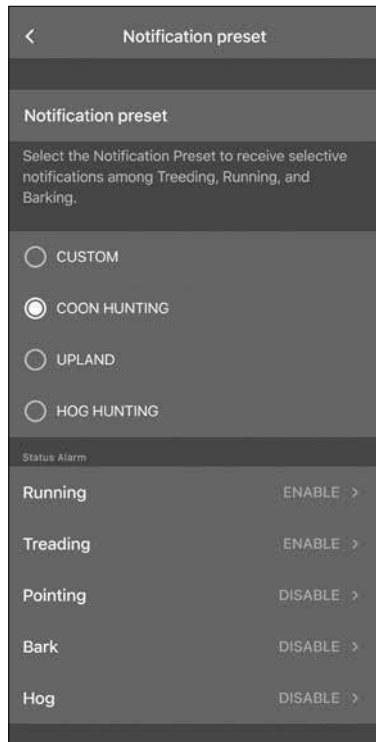 Notification preset
Notification preset
Select the Notification Preset to receive selective
notifications among Treeding, Running, and
Barking.
CUSTOM
COON HUNTING
UPLAND
HOG HUNTING
Status Alarm
Running ENABLE >
Treading ENABLE >
Pointing DISABLE >
Bark DISABLE >
Hog DISABLE >